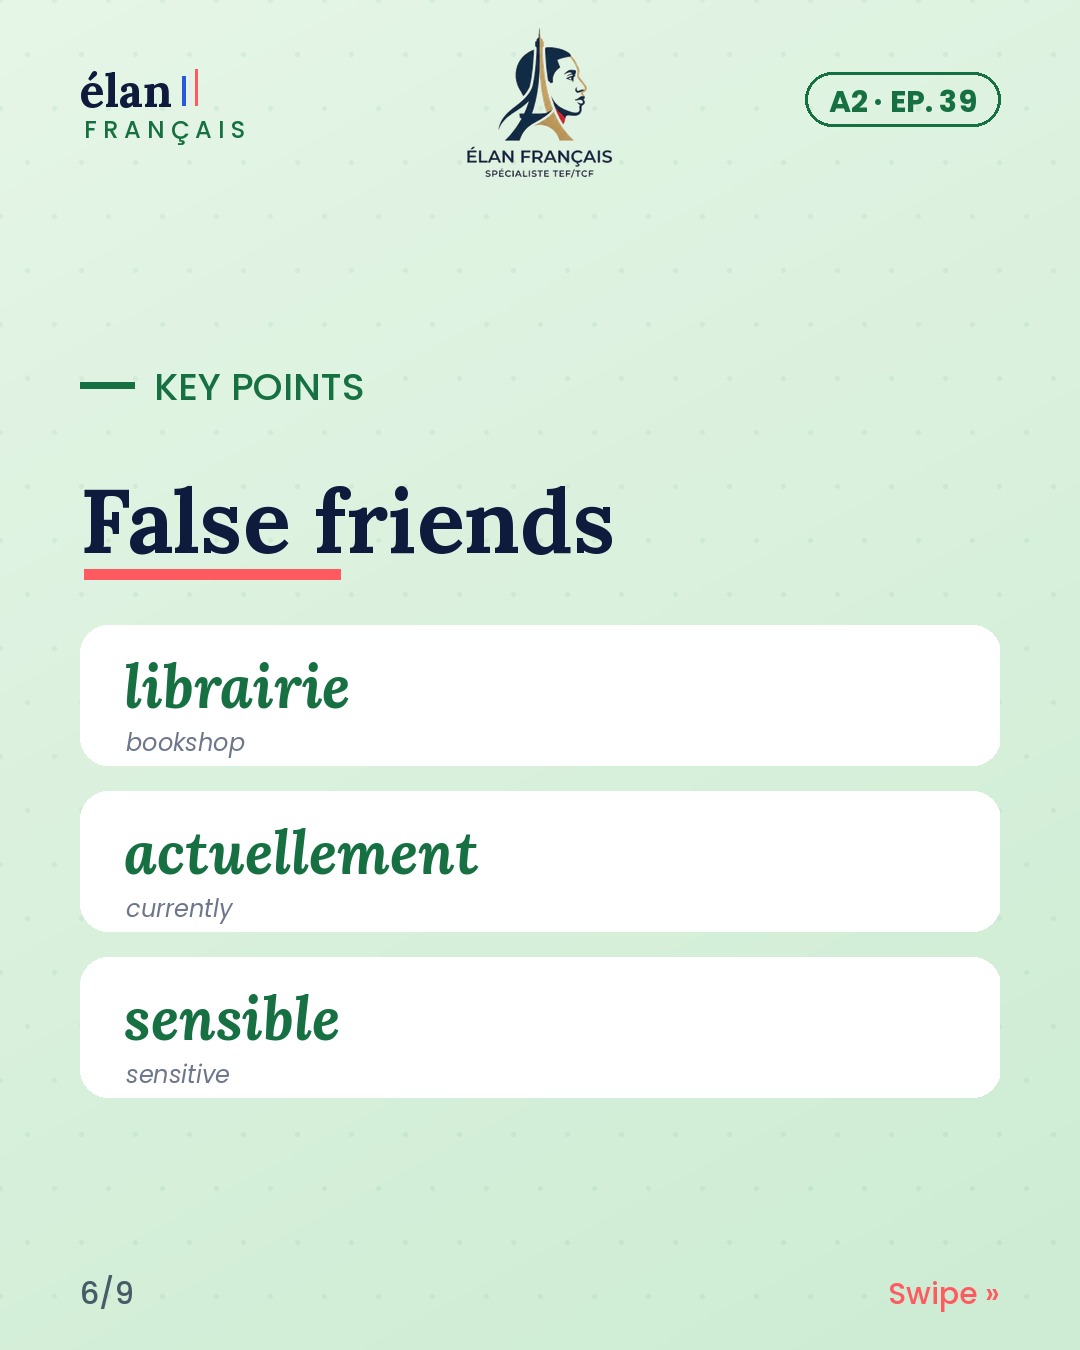 élan
FRANÇAIS
ÉLAN FRANÇAIS
SPÉCIALISTE TEF/TCF
A2 · EP. 39
KEY POINTS
False friends
librairie
bookshop
actuellement
currently
sensible
sensitive
6/9
Swipe »